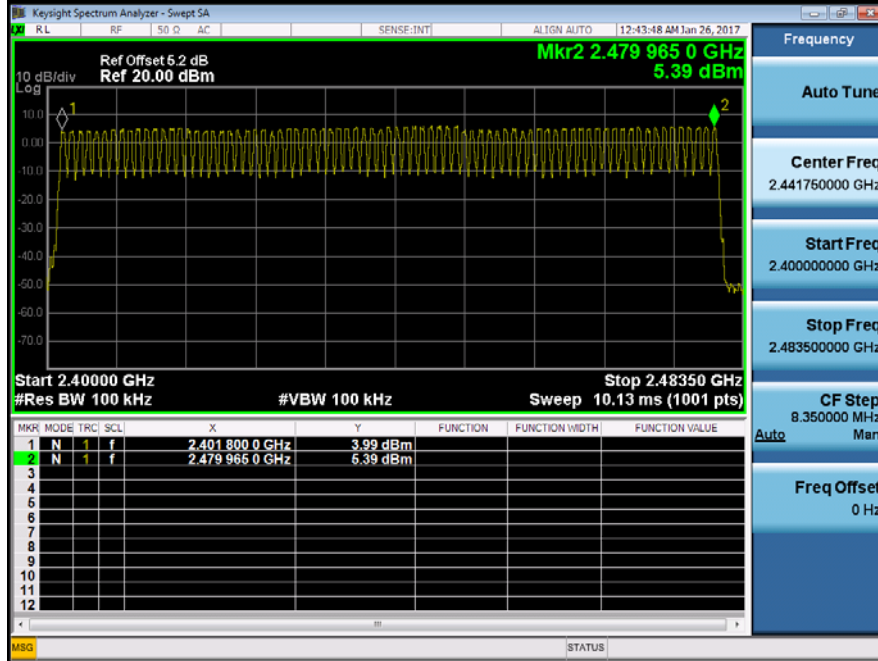 Keysight Spectrum Analyzer - Swept SA
LXI RL RF 50 Ω AC SENSE:INT ALIGN AUTO 12:43:48 AM Jan 26, 2017
Frequency
Mkr2 2.479 965 0 GHz
5.39 dBm
Ref Offset 5.2 dB
Ref 20.00 dBm
10 dB/div
Log
Auto Tune
1
2
10.0
0.00
-10.0
-20.0
-30.0
-40.0
-50.0
-60.0
-70.0
Center Freq
2.441750000 GHz
Start Freq
2.400000000 GHz
Stop Freq
2.483500000 GHz
Start 2.40000 GHz Stop 2.48350 GHz
#Res BW 100 kHz #VBW 100 kHz Sweep 10.13 ms (1001 pts)
CF Step
8.350000 MHz
Auto Man
MKR MODE TRC SCL X Y FUNCTION FUNCTION WIDTH FUNCTION VALUE
1 N 1 f 2.401 800 0 GHz 3.99 dBm
2 N 1 f 2.479 965 0 GHz 5.39 dBm
3
4
5
6
7
8
9
10
11
12
Freq Offset
0 Hz
MSG STATUS